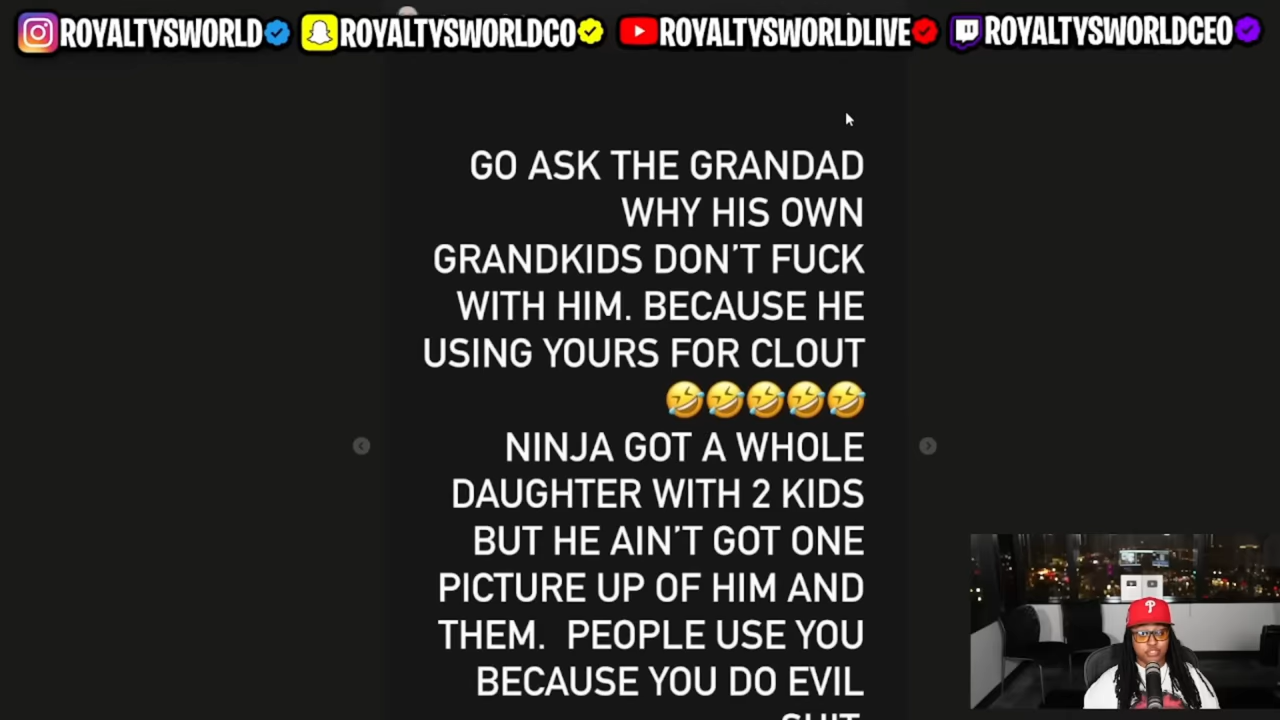 ROYALTYSWORLD ROYALTYSWORLDCO ROYALTYSWORLDLIVE ROYALTYSWORLDCEO
GO ASK THE GRANDAD
WHY HIS OWN
GRANDKIDS DON'T FUCK
WITH HIM. BECAUSE HE
USING YOURS FOR CLOUT
🤣🤣🤣🤣🤣
NINJA GOT A WHOLE
DAUGHTER WITH 2 KIDS
BUT HE AIN'T GOT ONE
PICTURE UP OF HIM AND
THEM. PEOPLE USE YOU
BECAUSE YOU DO EVIL
SHIT.
P